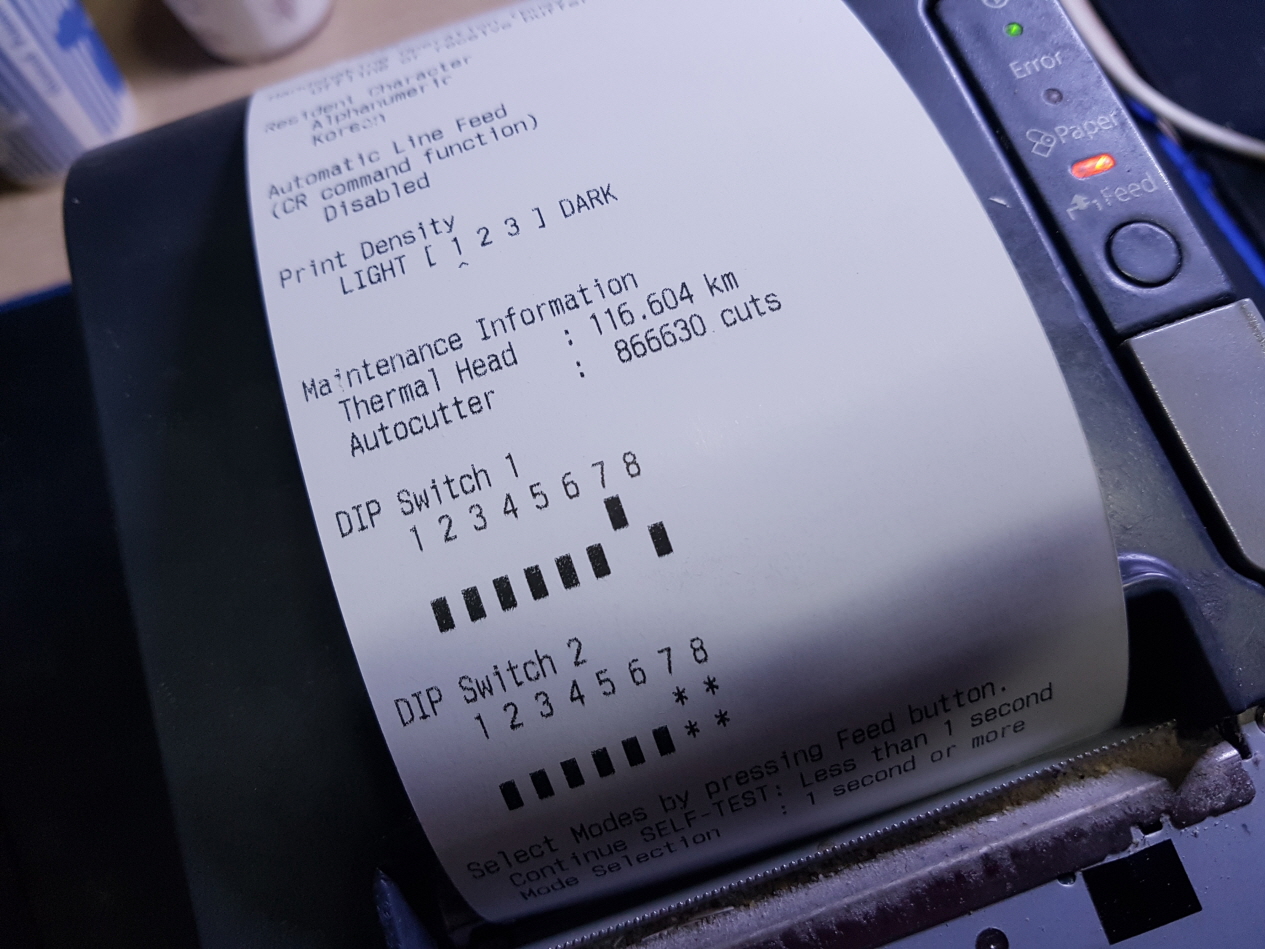 Resident Character
Alphanumeric
Korean
Automatic Line Feed
(CR command function)
Disabled
Print Density
LIGHT [ 1 2 3 ] DARK
^
Maintenance Information
Thermal Head : 116.604 km
Autocutter : 866630 cuts
DIP Switch 1
1 2 3 4 5 6 7 8
DIP Switch 2
1 2 3 4 5 6 7 8
* *
* *
Select Modes by pressing Feed button.
Continue SELF-TEST: Less than 1 second
Mode Selection : 1 second or more
Error
Paper
Feed